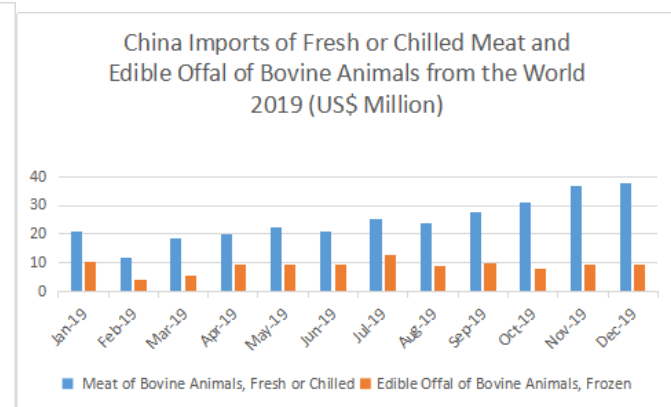 China Imports of Fresh or Chilled Meat and
Edible Offal of Bovine Animals from the World
2019 (US$ Million)
40
30
20
10
0
Jan-19 Feb-19 Mar-19 Apr-19 May-19 Jun-19 Jul-19 Aug-19 Sep-19 Oct-19 Nov-19 Dec-19
Meat of Bovine Animals, Fresh or Chilled Edible Offal of Bovine Animals, Frozen